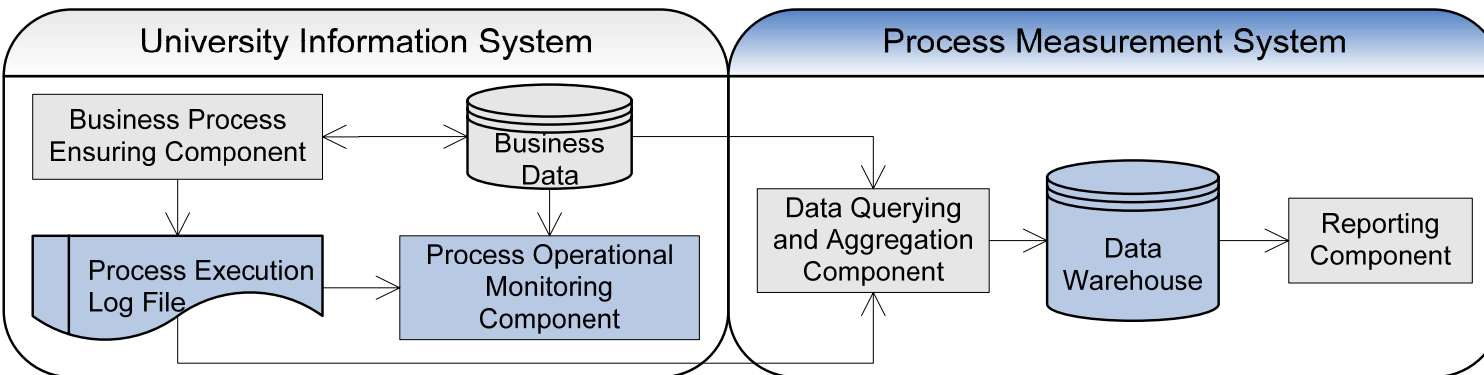 University Information System
Process Measurement System
Business Process
Ensuring Component
Business
Data
Process Execution
Log File
Process Operational
Monitoring
Component
Data Querying
and Aggregation
Component
Data
Warehouse
Reporting
Component